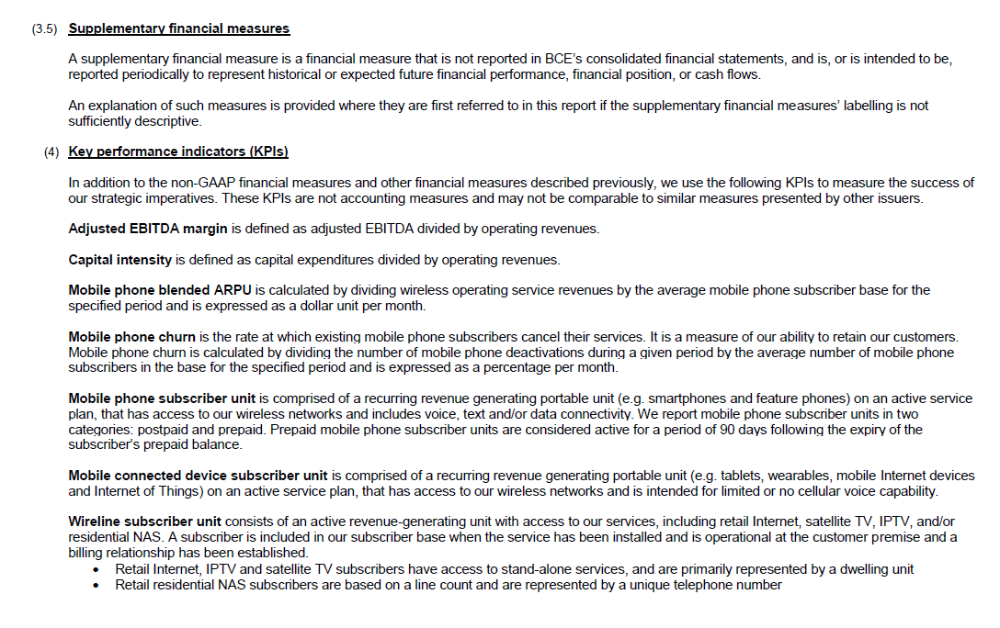 (3.5) Supplementary financial measures
A supplementary financial measure is a financial measure that is not reported in BCE's consolidated financial statements, and is, or is intended to be,
reported periodically to represent historical or expected future financial performance, financial position, or cash flows.
An explanation of such measures is provided where they are first referred to in this report if the supplementary financial measures' labelling is not
sufficiently descriptive.
(4) Key performance indicators (KPIs)
In addition to the non-GAAP financial measures and other financial measures described previously, we use the following KPIs to measure the success of
our strategic imperatives. These KPIs are not accounting measures and may not be comparable to similar measures presented by other issuers.
Adjusted EBITDA margin is defined as adjusted EBITDA divided by operating revenues.
Capital intensity is defined as capital expenditures divided by operating revenues.
Mobile phone blended ARPU is calculated by dividing wireless operating service revenues by the average mobile phone subscriber base for the
specified period and is expressed as a dollar unit per month.
Mobile phone churn is the rate at which existing mobile phone subscribers cancel their services. It is a measure of our ability to retain our customers.
Mobile phone churn is calculated by dividing the number of mobile phone deactivations during a given period by the average number of mobile phone
subscribers in the base for the specified period and is expressed as a percentage per month.
Mobile phone subscriber unit is comprised of a recurring revenue generating portable unit (e.g. smartphones and feature phones) on an active service
plan, that has access to our wireless networks and includes voice, text and/or data connectivity. We report mobile phone subscriber units in two
categories: postpaid and prepaid. Prepaid mobile phone subscriber units are considered active for a period of 90 days following the expiry of the
subscriber's prepaid balance.
Mobile connected device subscriber unit is comprised of a recurring revenue generating portable unit (e.g. tablets, wearables, mobile Internet devices
and Internet of Things) on an active service plan, that has access to our wireless networks and is intended for limited or no cellular voice capability.
Wireline subscriber unit consists of an active revenue-generating unit with access to our services, including retail Internet, satellite TV, IPTV, and/or
residential NAS. A subscriber is included in our subscriber base when the service has been installed and is operational at the customer premise and a
billing relationship has been established.
• Retail Internet, IPTV and satellite TV subscribers have access to stand-alone services, and are primarily represented by a dwelling unit
• Retail residential NAS subscribers are based on a line count and are represented by a unique telephone number